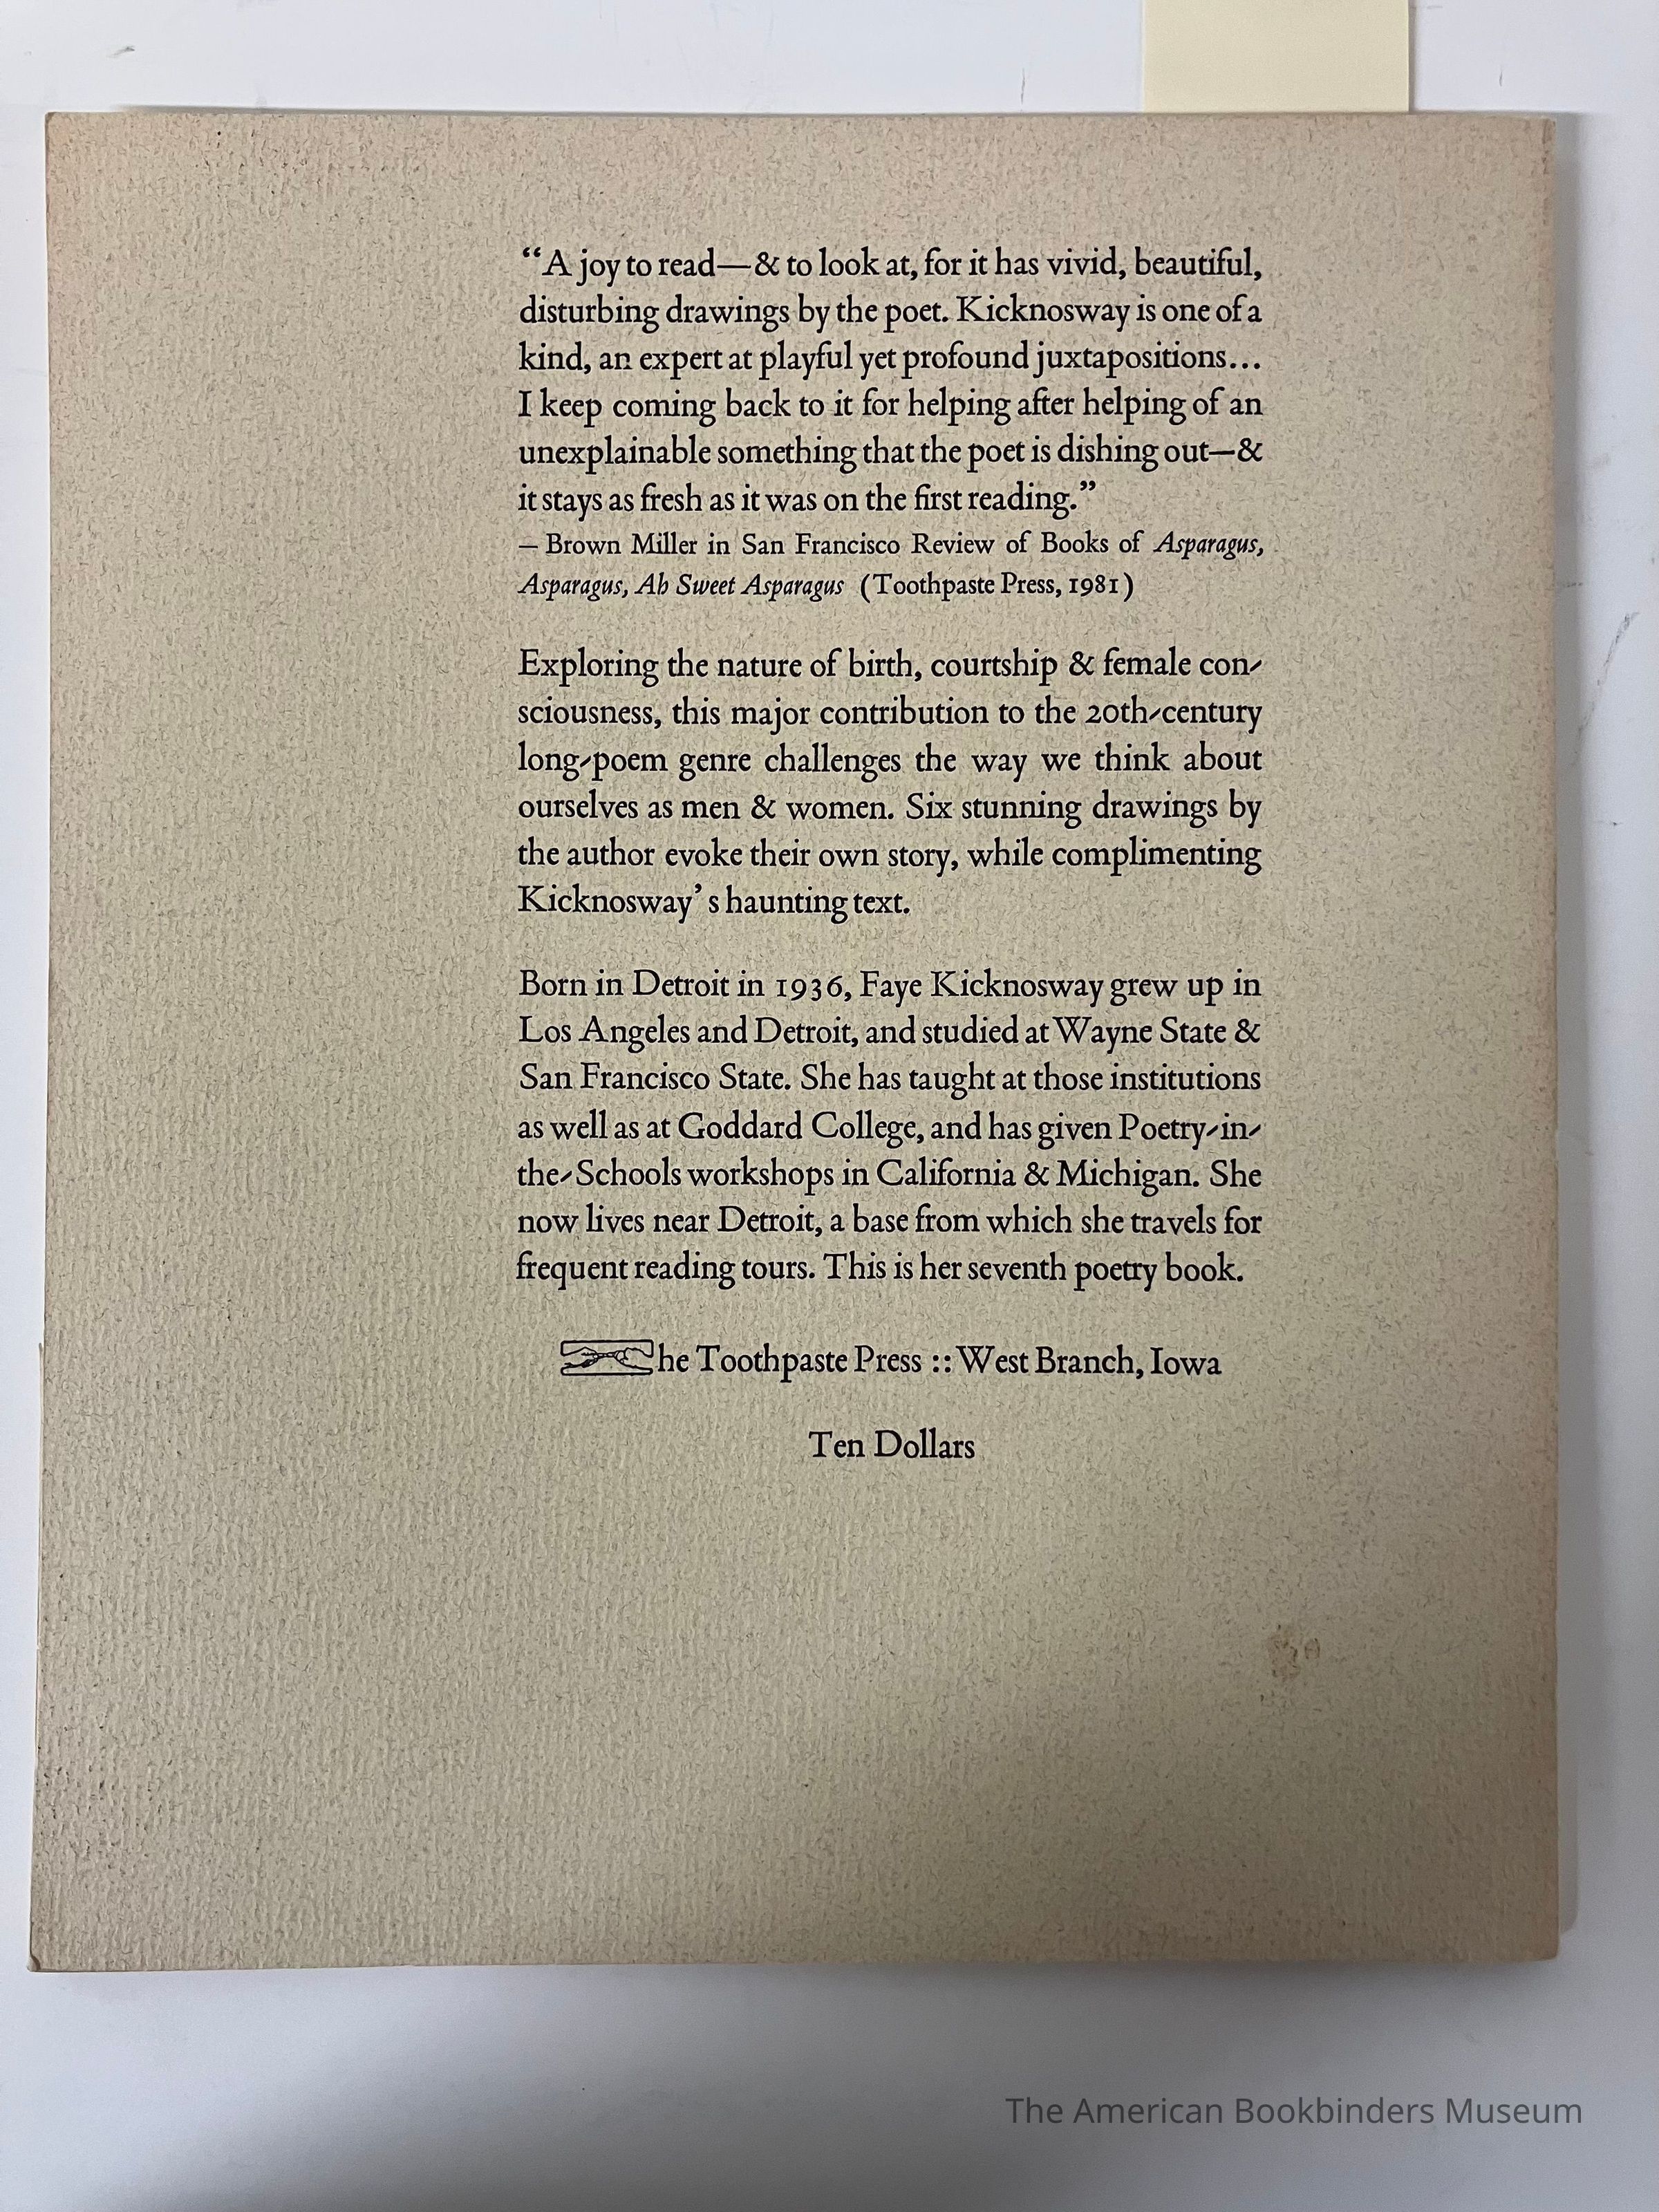 “A joy to read—& to look at, for it has vivid, beautiful,
disturbing drawings by the poet. Kicknosway is one of a
kind, an expert at playful yet profound juxtapositions...
I keep coming back to it for helping after helping of an
unexplainable something that the poet is dishing out—&
it stays as fresh as it was on the first reading.”
– Brown Miller in San Francisco Review of Books of Asparagus,
Asparagus, Ah Sweet Asparagus (Toothpaste Press, 1981)
Exploring the nature of birth, courtship & female con-
sciousness, this major contribution to the 20th-century
long-poem genre challenges the way we think about
ourselves as men & women. Six stunning drawings by
the author evoke their own story, while complimenting
Kicknosway’s haunting text.
Born in Detroit in 1936, Faye Kicknosway grew up in
Los Angeles and Detroit, and studied at Wayne State &
San Francisco State. She has taught at those institutions
as well as at Goddard College, and has given Poetry-in-
the-Schools workshops in California & Michigan. She
now lives near Detroit, a base from which she travels for
frequent reading tours. This is her seventh poetry book.
he Toothpaste Press :: West Branch, Iowa
Ten Dollars
The American Bookbinders Museum